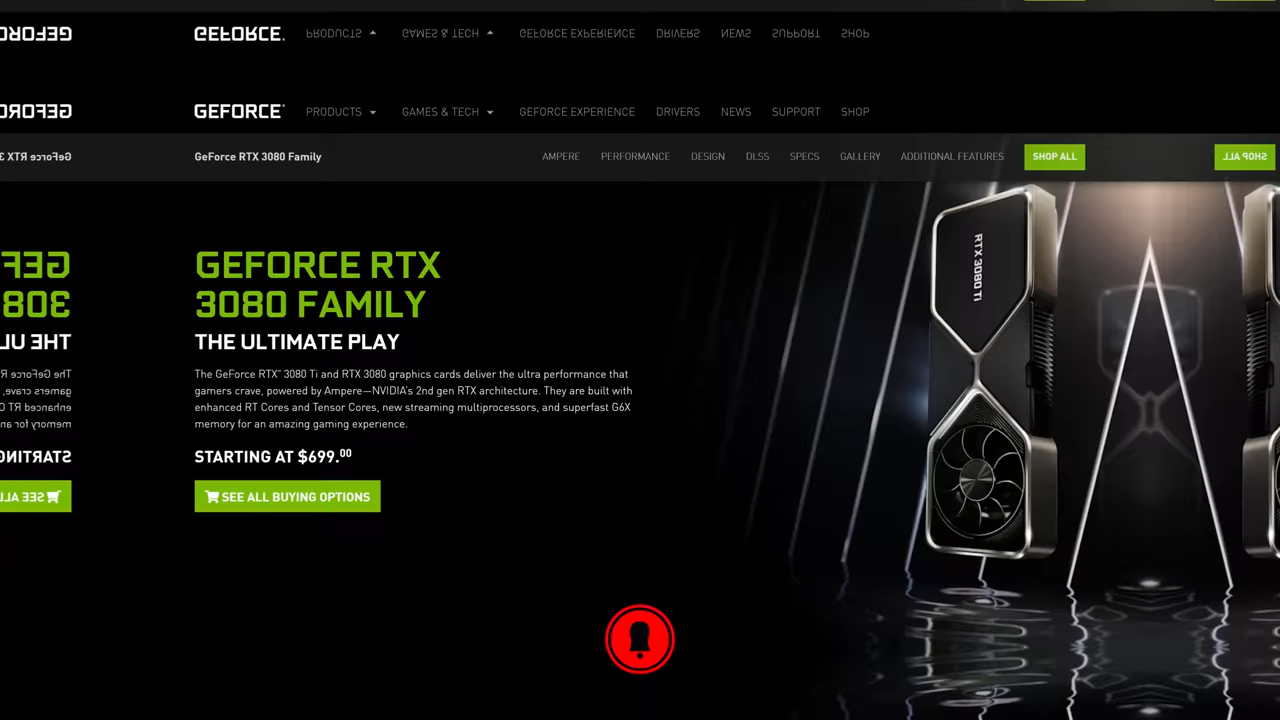 GEFORCE PRODUCTS GAMES & TECH GEFORCE EXPERIENCE DRIVERS NEWS SUPPORT SHOP
GEFORCE PRODUCTS GAMES & TECH GEFORCE EXPERIENCE DRIVERS NEWS SUPPORT SHOP
GeForce RTX 3080 Family AMPERE PERFORMANCE DESIGN DLSS SPECS GALLERY ADDITIONAL FEATURES SHOP ALL SHOP ALL
RTX 3080 Ti
GEFORCE RTX
3080 FAMILY
THE ULTIMATE PLAY
The GeForce RTX™ 3080 Ti and RTX 3080 graphics cards deliver the ultra performance that
gamers crave, powered by Ampere—NVIDIA's 2nd gen RTX architecture. They are built with
enhanced RT Cores and Tensor Cores, new streaming multiprocessors, and superfast G6X
memory for an amazing gaming experience.
STARTING AT $699.00
SEE ALL BUYING OPTIONS